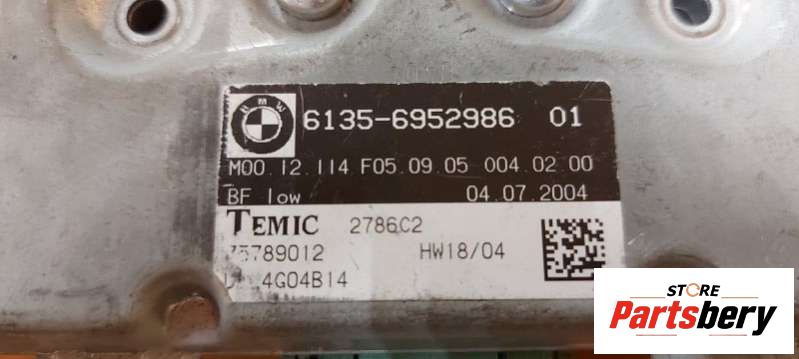 BMW
6135-6952986 01
M00.12.114 F05.09.05 004.02.00
BF low 04.07.2004
TEMIC 2786C2
75789012 HW18/04
4G04B14
STORE
Partsbery